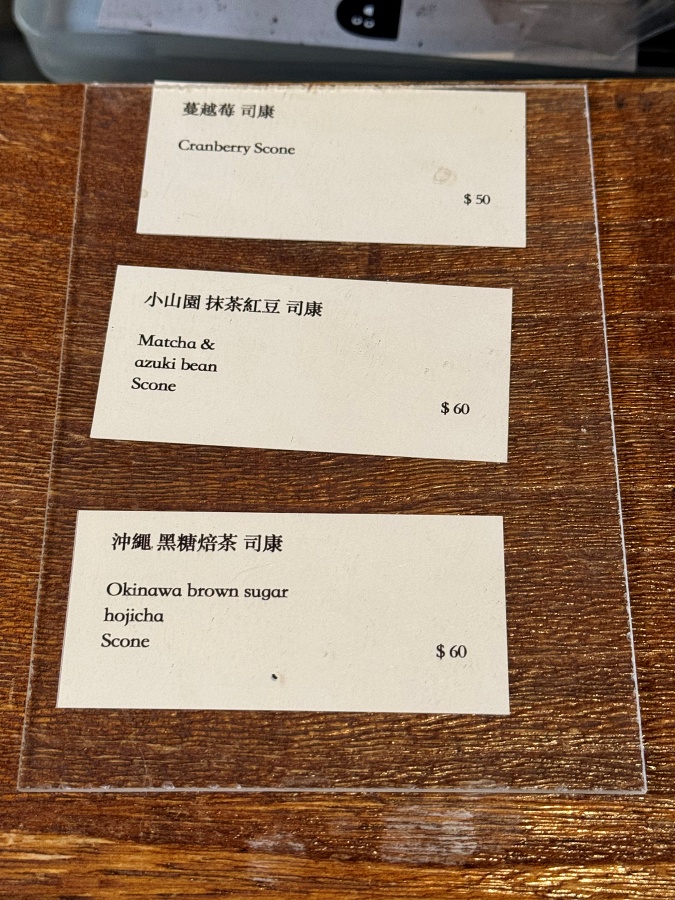 蔓越莓 司康
Cranberry Scone
$ 50
小山園 抹茶紅豆 司康
Matcha &
azuki bean
Scone
$ 60
沖繩 黑糖焙茶 司康
Okinawa brown sugar
hojicha
Scone
$ 60